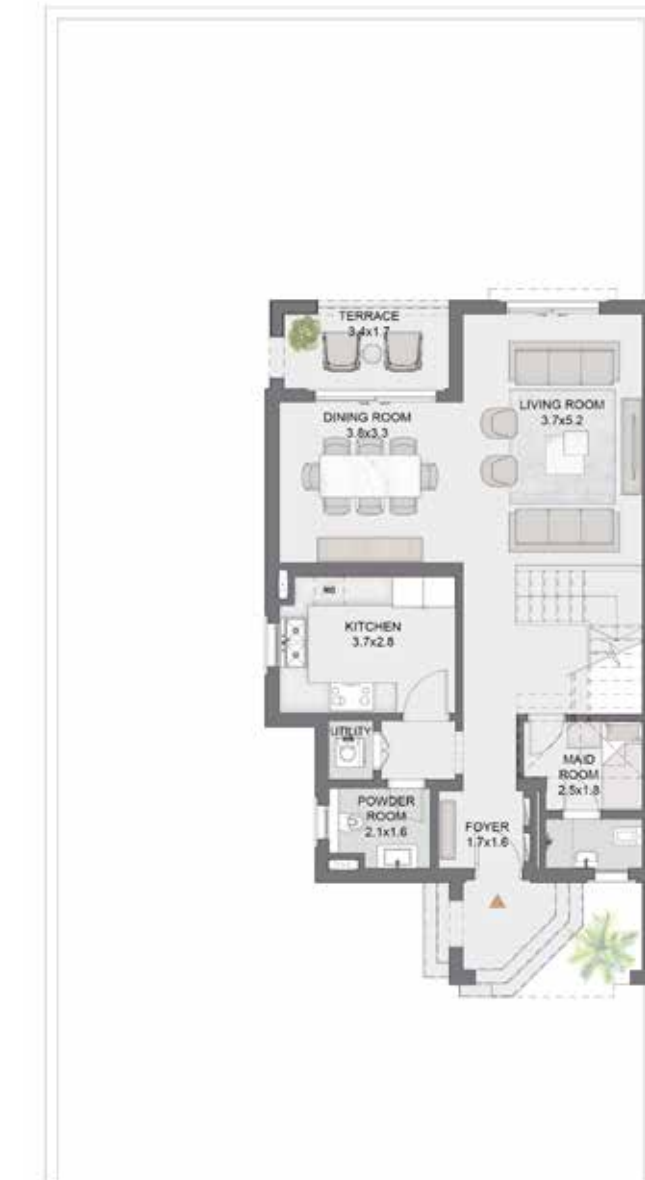 TERRACE
3.4x1.7
LIVING ROOM
3.7x5.2
DINING ROOM
3.8x3.3
KITCHEN
3.7x2.8
UTILITY
MAID
ROOM
2.5x1.8
POWDER
ROOM
2.1x1.6
FOYER
1.7x1.6